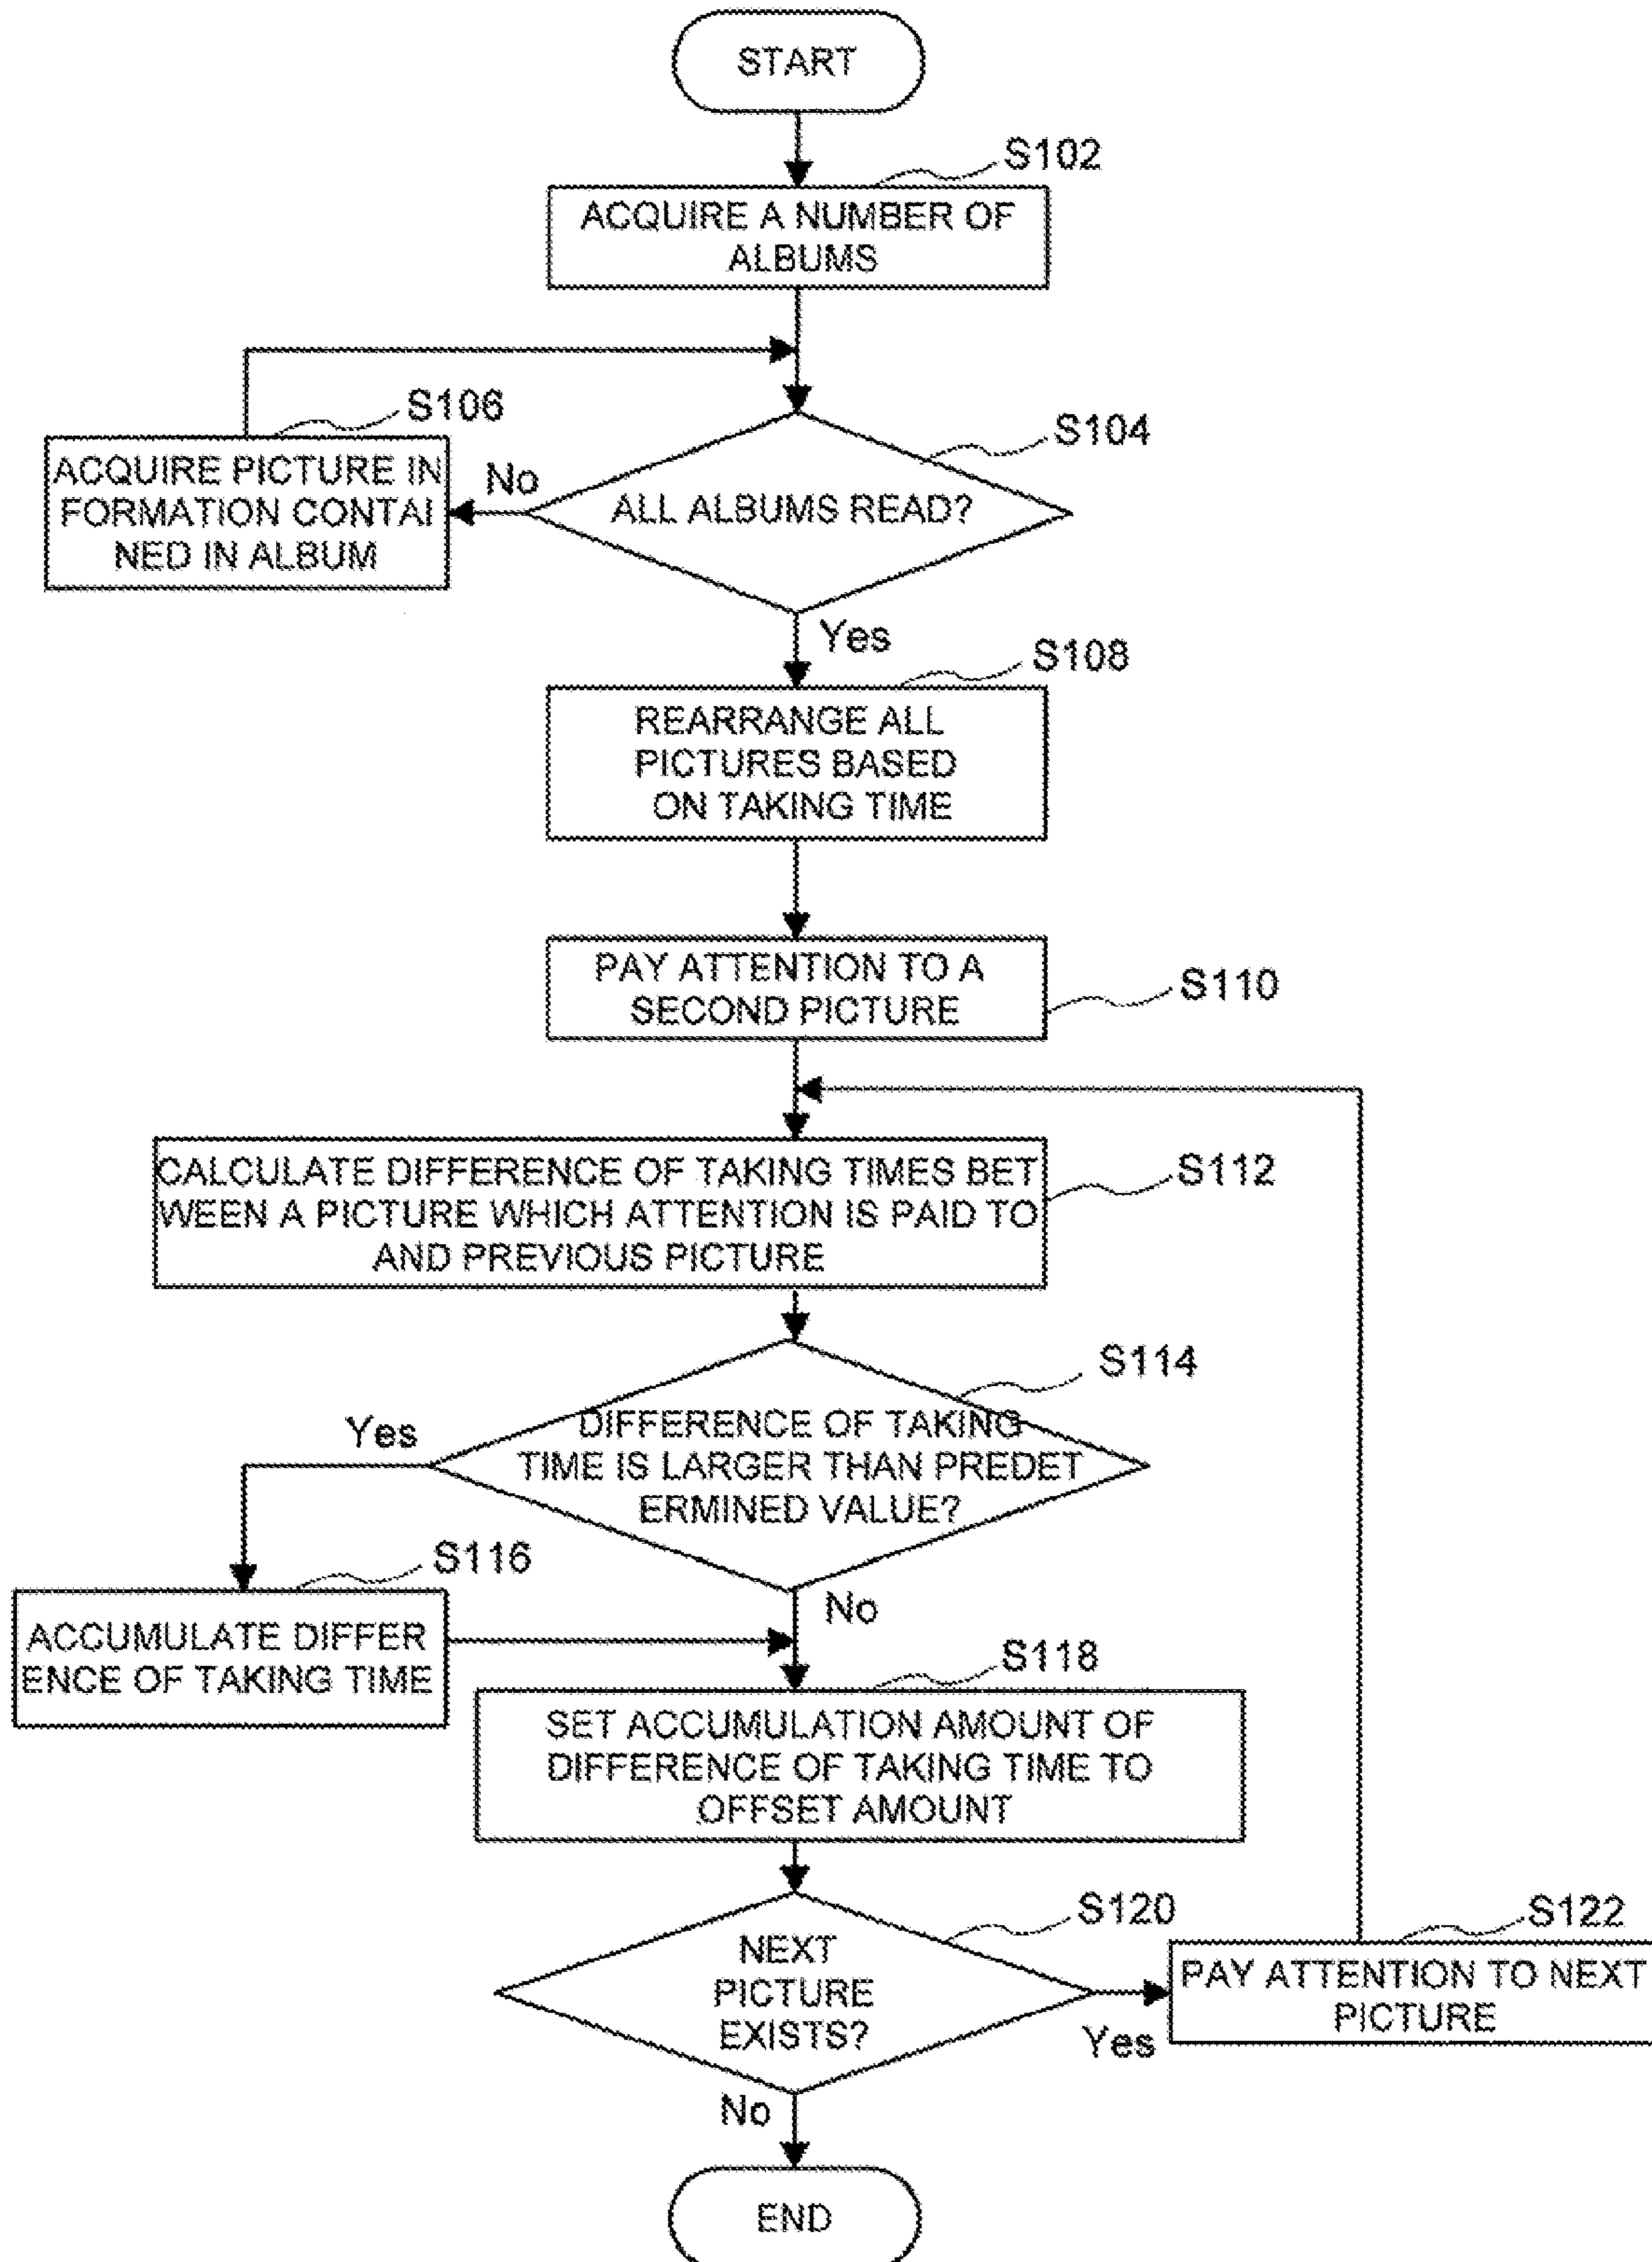 START
S102
ACQUIRE A NUMBER OF
ALBUMS
S106
ACQUIRE PICTURE IN
FORMATION CONTAI
NED IN ALBUM
No
S104
ALL ALBUMS READ?
Yes
S108
REARRANGE ALL
PICTURES BASED
ON TAKING TIME
PAY ATTENTION TO A
SECOND PICTURE
S110
CALCULATE DIFFERENCE OF TAKING TIMES BET
WEEN A PICTURE WHICH ATTENTION IS PAID TO
AND PREVIOUS PICTURE
S112
S114
Yes
DIFFERENCE OF TAKING
TIME IS LARGER THAN PREDET
ERMINED VALUE?
S116
No
ACCUMULATE DIFFER
ENCE OF TAKING TIME
S118
SET ACCUMULATION AMOUNT OF
DIFFERENCE OF TAKING TIME TO
OFFSET AMOUNT
S120
NEXT
PICTURE
EXISTS?
Yes
S122
PAY ATTENTION TO NEXT
PICTURE
No
END